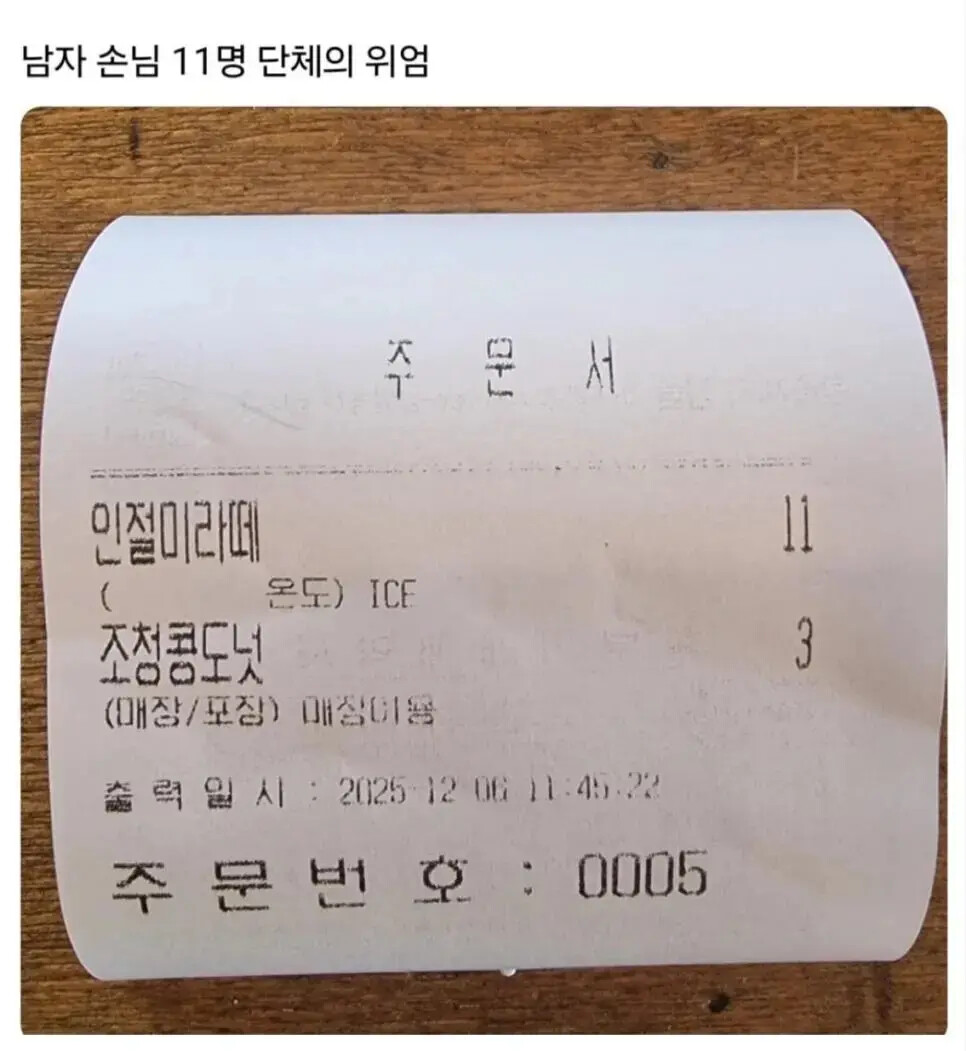 남자 손님 11명 단체의 위엄
주 문 서
인절미라떼 11
( 온도) ICE
조청콩도넛 3
(매장/포장) 매장이용
출 력 일 시 : 2025-12-06 11:45:22
주 문 번 호 : 0005